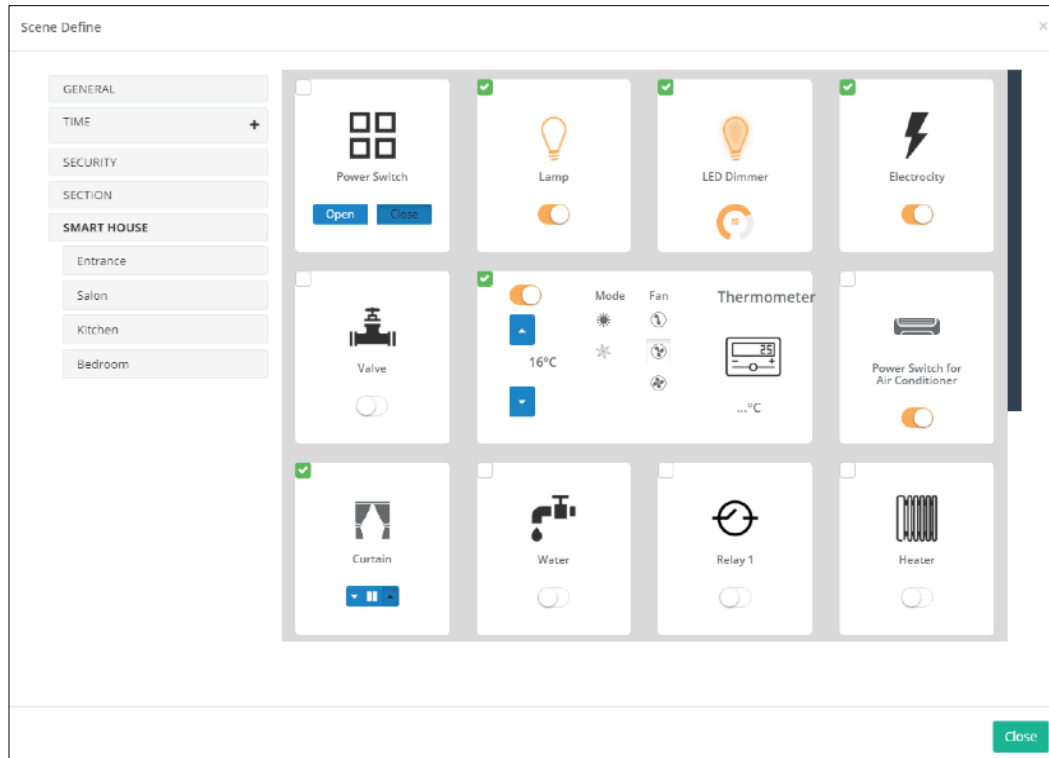 Scene Define
×
GENERAL
TIME +
SECURITY
SECTION
SMART HOUSE
Entrance
Salon
Kitchen
Bedroom
Power Switch
Open Close
Lamp
LED Dimmer
Electrocity
Valve
Mode Fan Thermometer
16°C
25
...°C
Power Switch for
Air Conditioner
Curtain
Water
Relay 1
Heater
Close